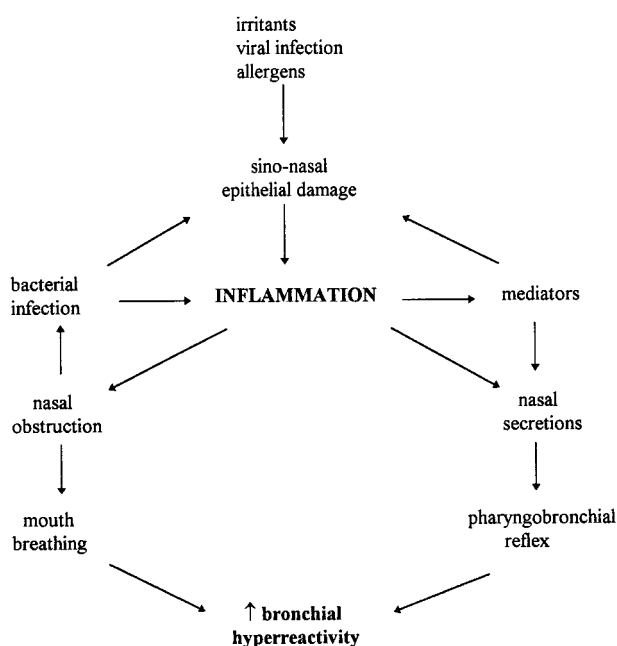 irritants
viral infection
allergens
sino-nasal
epithelial damage
bacterial
infection
INFLAMMATION
mediators
nasal
obstruction
nasal
secretions
mouth
breathing
pharyngobronchial
reflex
↑ bronchial
hyperreactivity